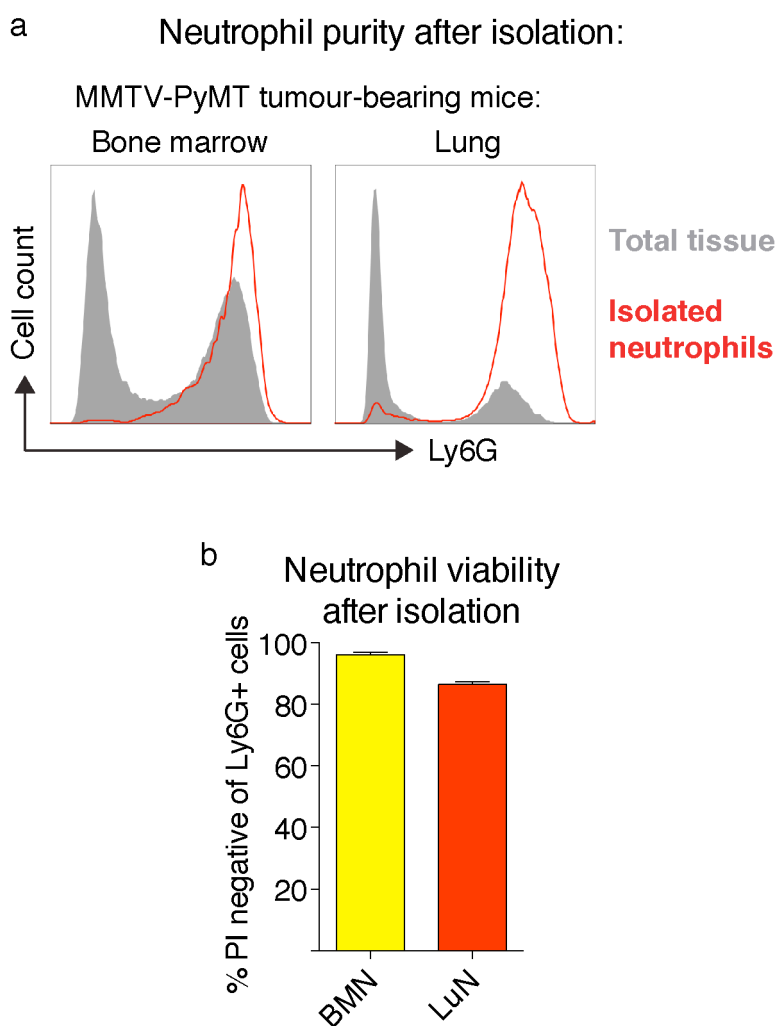 a
Neutrophil purity after isolation:
MMTV-PyMT tumour-bearing mice:
Bone marrow
Lung
Cell count
Total tissue
Isolated
neutrophils
Ly6G
b
Neutrophil viability
after isolation
% PI negative of Ly6G+ cells
100
80
60
40
20
BMN
LuN